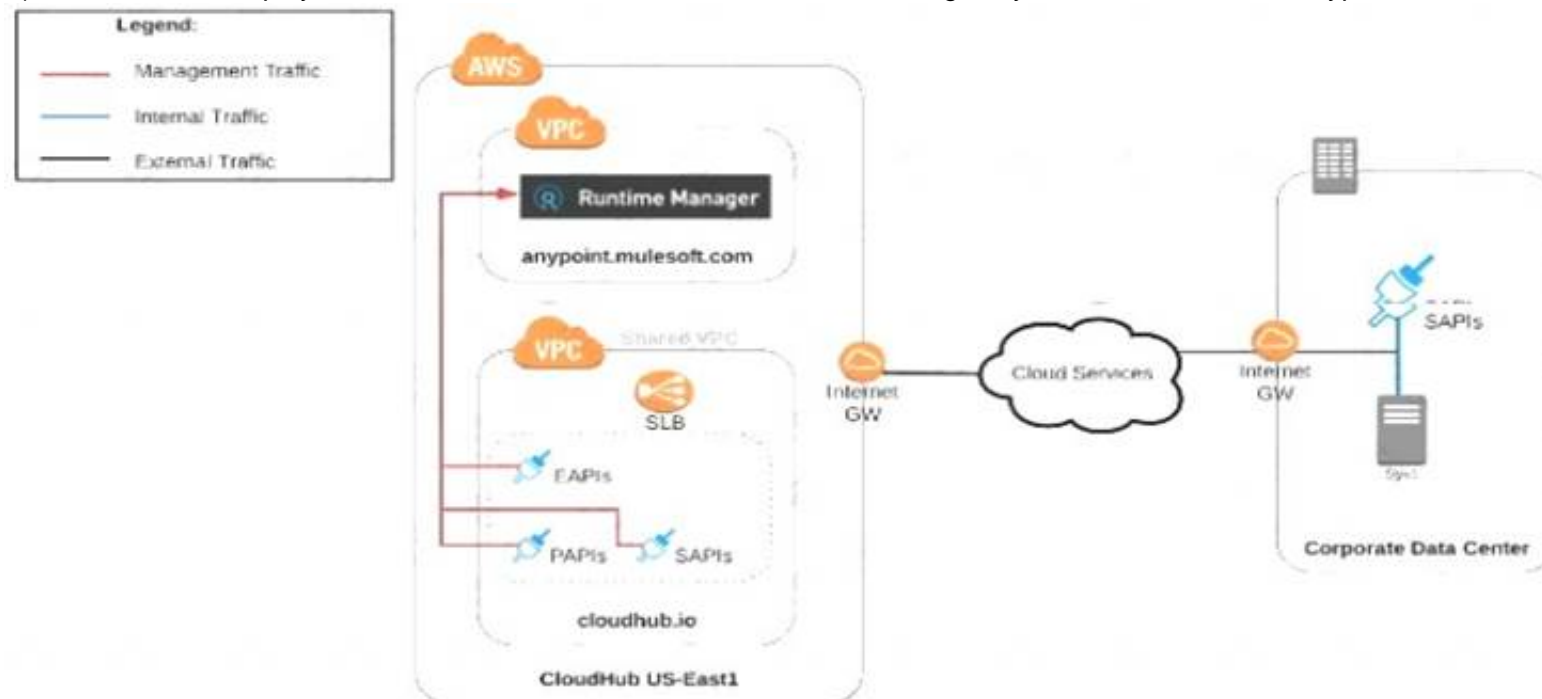 Legend:
Management Traffic
Internal Traffic
External Traffic
AWS
VPC
R Runtime Manager
anypoint.mulesoft.com
VPC
Shared VPC
SLB
EAPIs
PAPIs
SAPIs
cloudhub.io
CloudHub US-East1
Internet
GW
Cloud Services
Internet
GW
SAPIs
Corporate Data Center